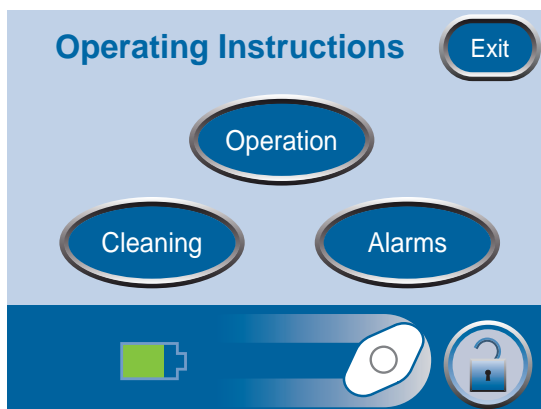 Operating Instructions
Exit
Operation
Cleaning
Alarms